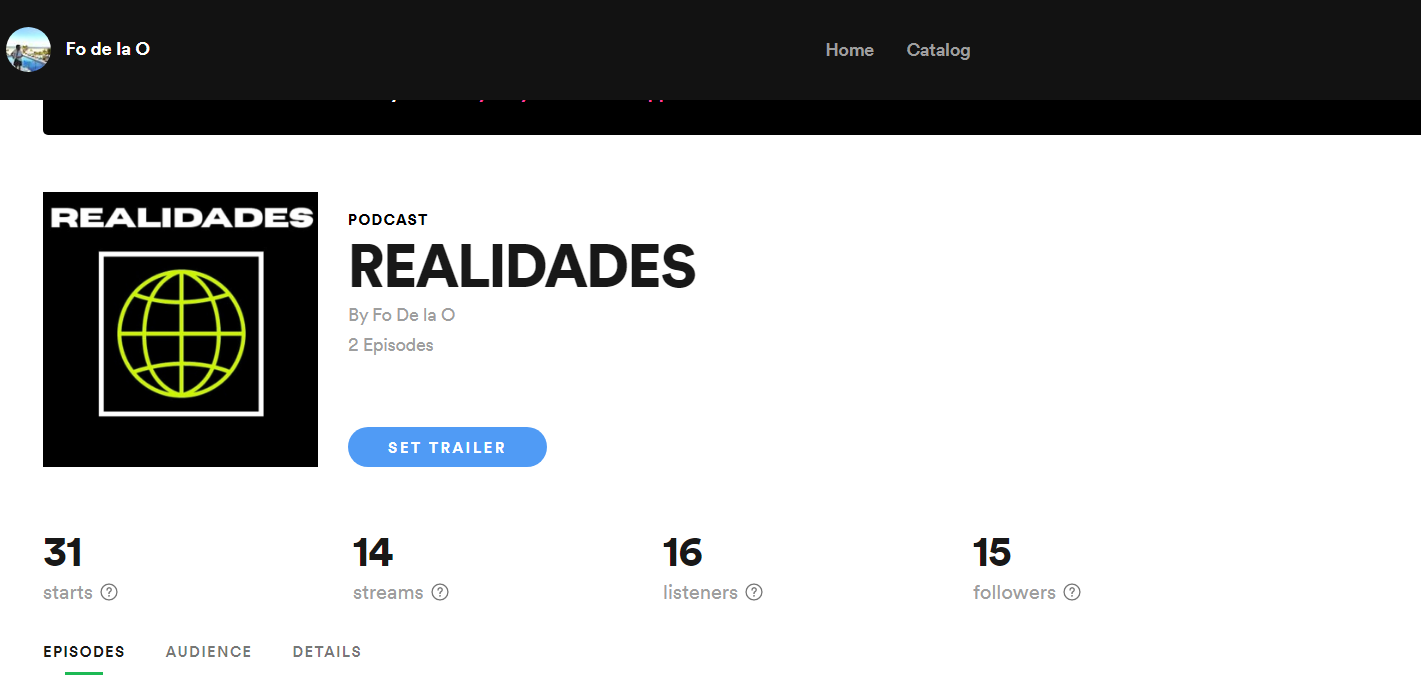 Fo de la O
Home
Catalog
REALIDADES
PODCAST
REALIDADES
By Fo De la O
2 Episodes
SET TRAILER
31
starts ?
14
streams ?
16
listeners ?
15
followers ?
EPISODES
AUDIENCE
DETAILS